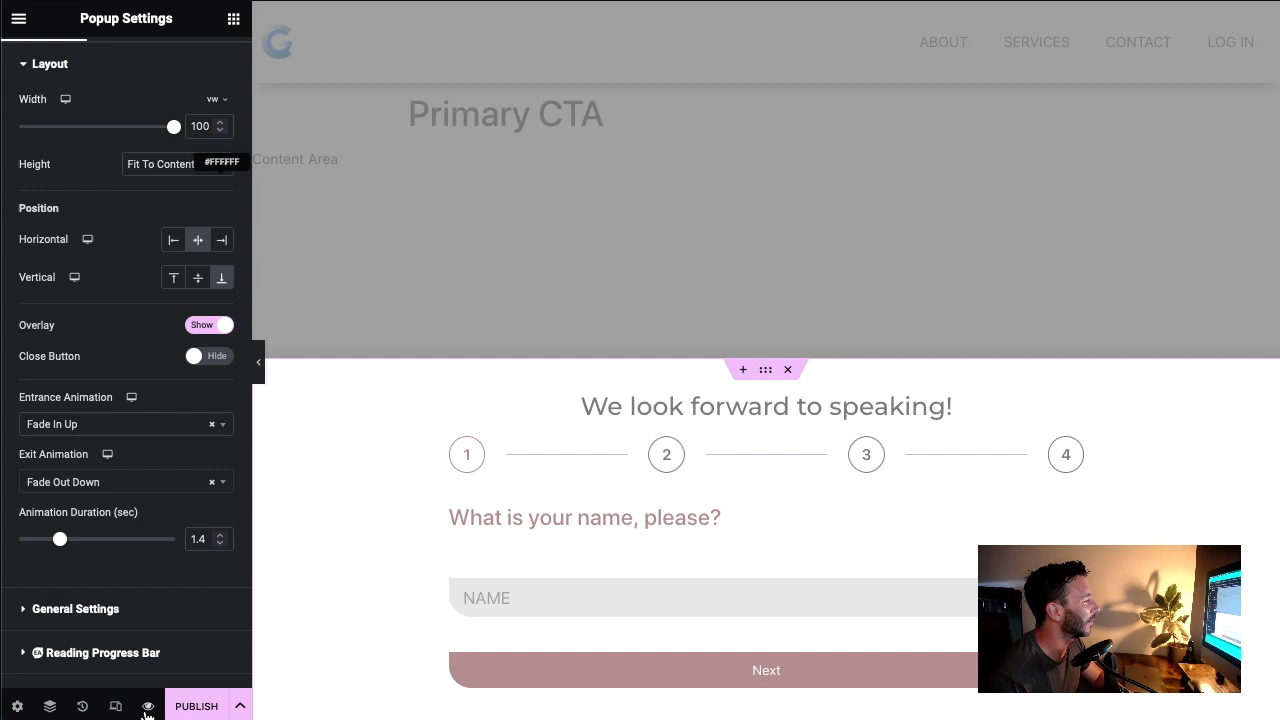 Popup Settings
Layout
Width
vw
100
Height
Fit To Content
#FFFFFF
Position
Horizontal
Vertical
Overlay
Show
Close Button
Hide
Entrance Animation
Fade In Up
Exit Animation
Fade Out Down
Animation Duration (sec)
1.4
General Settings
EA Reading Progress Bar
PUBLISH
G
ABOUT
SERVICES
CONTACT
LOG IN
Primary CTA
Content Area
We look forward to speaking!
1
2
3
4
What is your name, please?
NAME
Next